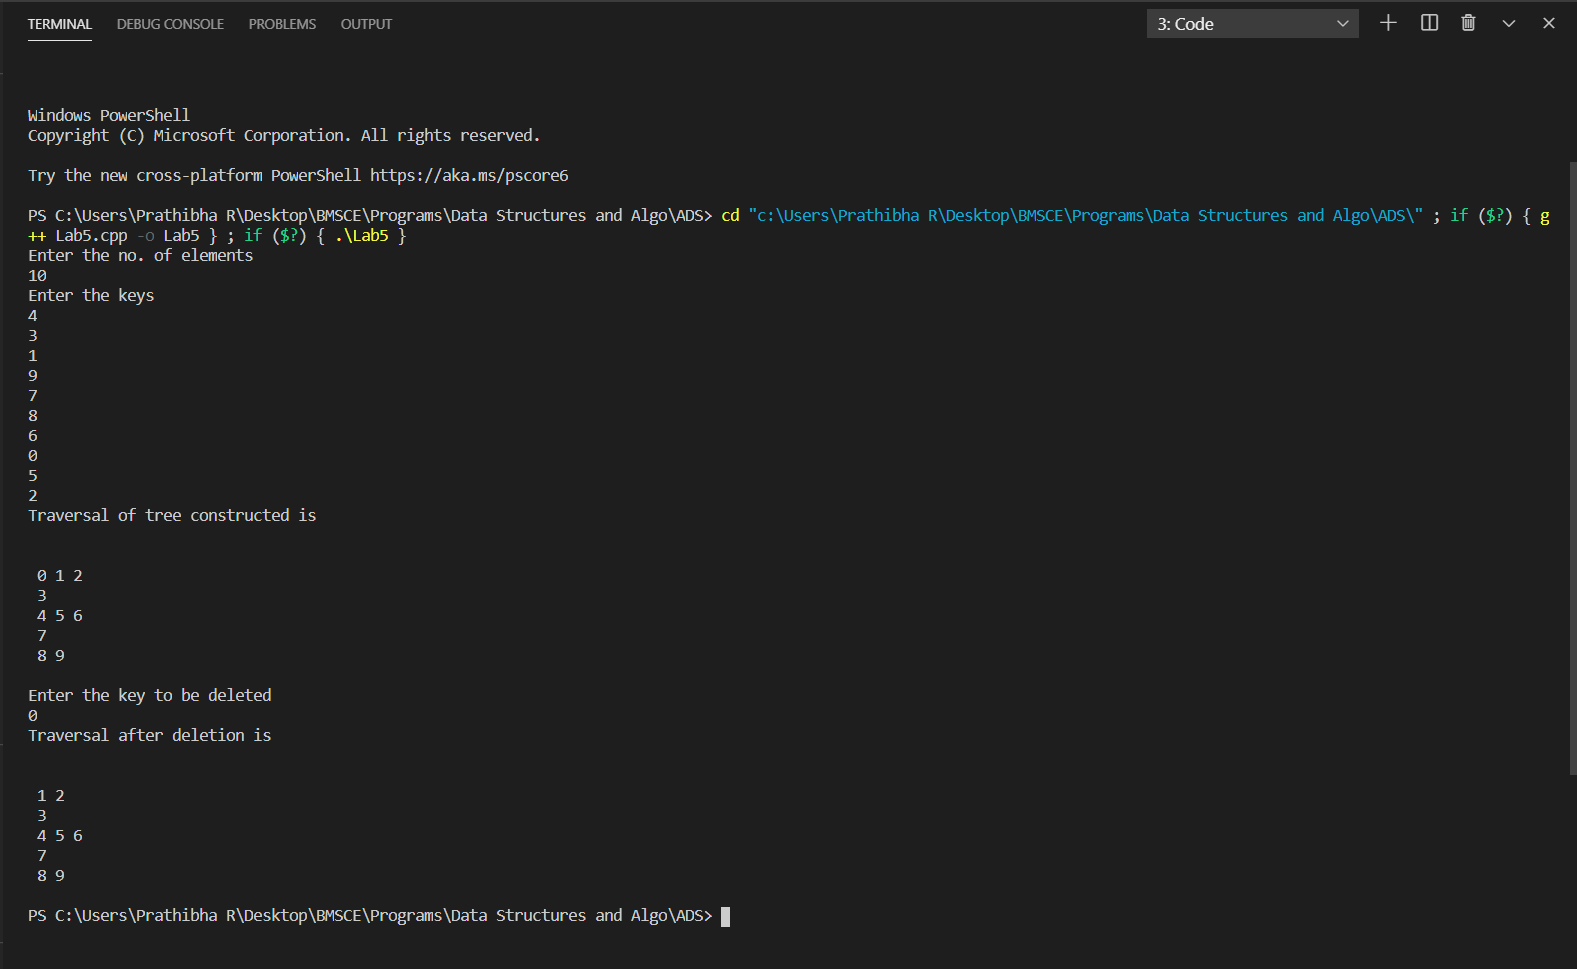 TERMINAL DEBUG CONSOLE PROBLEMS OUTPUT 3: Code
Windows PowerShell
Copyright (C) Microsoft Corporation. All rights reserved.
Try the new cross-platform PowerShell https://aka.ms/pscore6
PS C:\Users\Prathibha R\Desktop\BMSCE\Programs\Data Structures and Algo\ADS> cd "c:\Users\Prathibha R\Desktop\BMSCE\Programs\Data Structures and Algo\ADS\" ; if ($?) { g
++ Lab5.cpp -o Lab5 } ; if ($?) { .\Lab5 }
Enter the no. of elements
10
Enter the keys
4
3
1
9
7
8
6
0
5
2
Traversal of tree constructed is
0 1 2
3
4 5 6
7
8 9
Enter the key to be deleted
0
Traversal after deletion is
1 2
3
4 5 6
7
8 9
PS C:\Users\Prathibha R\Desktop\BMSCE\Programs\Data Structures and Algo\ADS>